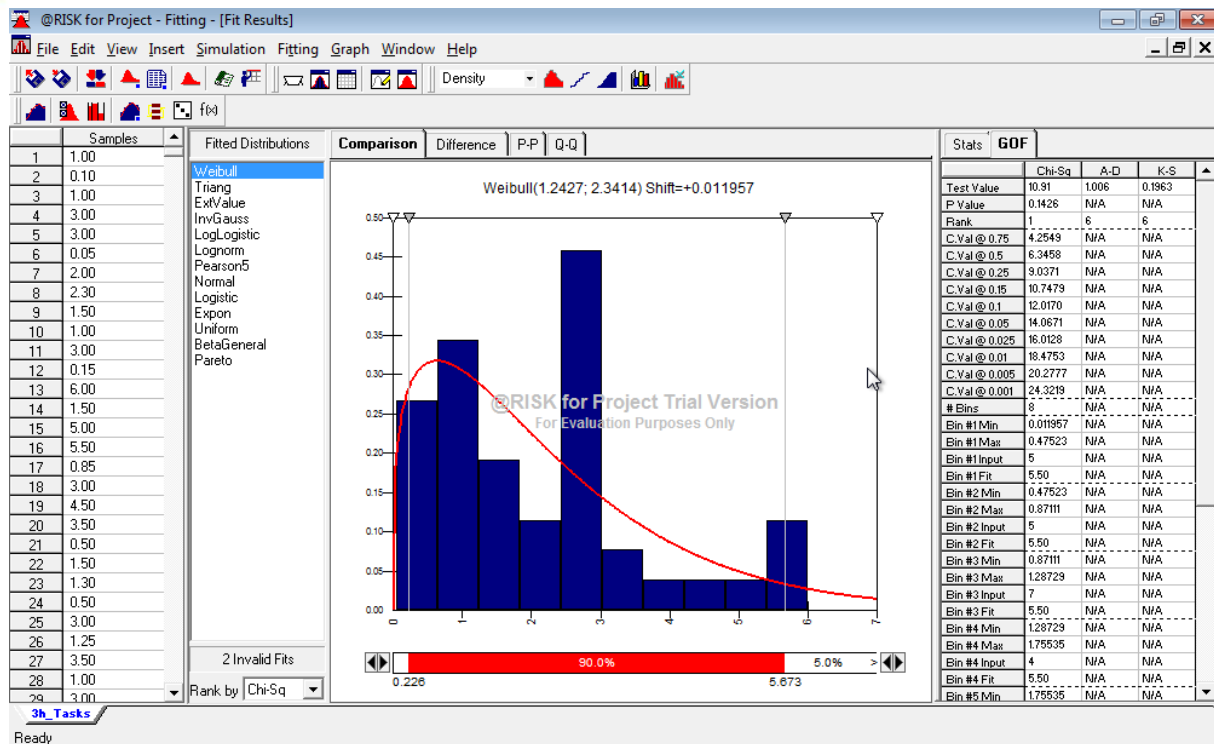 @RISK for Project - Fitting - [Fit Results]
File Edit View Insert Simulation Fitting Graph Window Help
Density
f(x)
Samples
1 1.00
2 0.10
3 1.00
4 3.00
5 3.00
6 0.05
7 2.00
8 2.30
9 1.50
10 1.00
11 3.00
12 0.15
13 6.00
14 1.50
15 5.00
16 5.50
17 0.85
18 3.00
19 4.50
20 3.50
21 0.50
22 1.50
23 1.30
24 0.50
25 3.00
26 1.25
27 3.50
28 1.00
29 3.00
Fitted Distributions
Weibull
Triang
ExtValue
InvGauss
LogLogistic
Lognorm
Pearson5
Normal
Logistic
Expon
Uniform
BetaGeneral
Pareto
2 Invalid Fits
Rank by Chi-Sq
Comparison Difference P-P Q-Q
Weibull(1.2427; 2.3414) Shift=+0.011957
0.50
0.45
0.40
0.35
0.30
0.25
0.20
0.15
0.10
0.05
0.00
@RISK for Project Trial Version
For Evaluation Purposes Only
0 1 2 3 4 5 6 7
90.0% 5.0% >
0.226 5.673
Stats GOF
Chi-Sq A-D K-S
Test Value 10.91 1.006 0.1963
P Value 0.1426 N/A N/A
Rank 1 6 6
C.Val @ 0.75 4.2549 N/A N/A
C.Val @ 0.5 6.3458 N/A N/A
C.Val @ 0.25 9.0371 N/A N/A
C.Val @ 0.15 10.7479 N/A N/A
C.Val @ 0.1 12.0170 N/A N/A
C.Val @ 0.05 14.0671 N/A N/A
C.Val @ 0.025 16.0128 N/A N/A
C.Val @ 0.01 18.4753 N/A N/A
C.Val @ 0.005 20.2777 N/A N/A
C.Val @ 0.001 24.3219 N/A N/A
# Bins 8 N/A N/A
Bin #1 Min 0.011957 N/A N/A
Bin #1 Max 0.47523 N/A N/A
Bin #1 Input 5 N/A N/A
Bin #1 Fit 5.50 N/A N/A
Bin #2 Min 0.47523 N/A N/A
Bin #2 Max 0.87111 N/A N/A
Bin #2 Input 5 N/A N/A
Bin #2 Fit 5.50 N/A N/A
Bin #3 Min 0.87111 N/A N/A
Bin #3 Max 1.28729 N/A N/A
Bin #3 Input 7 N/A N/A
Bin #3 Fit 5.50 N/A N/A
Bin #4 Min 1.28729 N/A N/A
Bin #4 Max 1.75535 N/A N/A
Bin #4 Input 4 N/A N/A
Bin #4 Fit 5.50 N/A N/A
Bin #5 Min 1.75535 N/A N/A
3h_Tasks
Ready